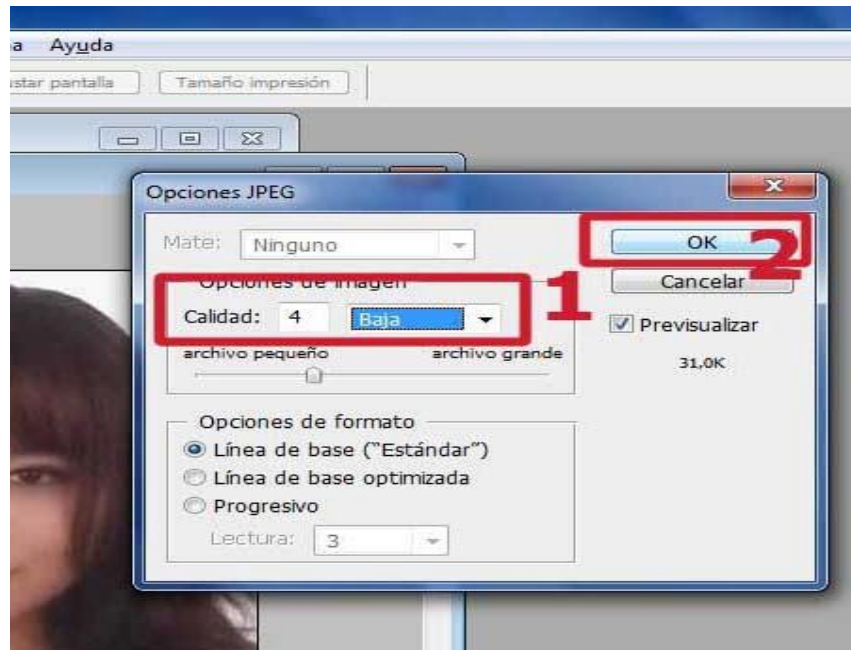 a Ayuda
ustar pantalla Tamaño impresión
Opciones JPEG
Mate: Ninguno
OK
2
Opciones de imagen
1
Cancelar
Calidad: 4 Baja
Previsualizar
archivo pequeño archivo grande
31,0K
Opciones de formato
Línea de base ("Estándar")
Línea de base optimizada
Progresivo
Lectura: 3